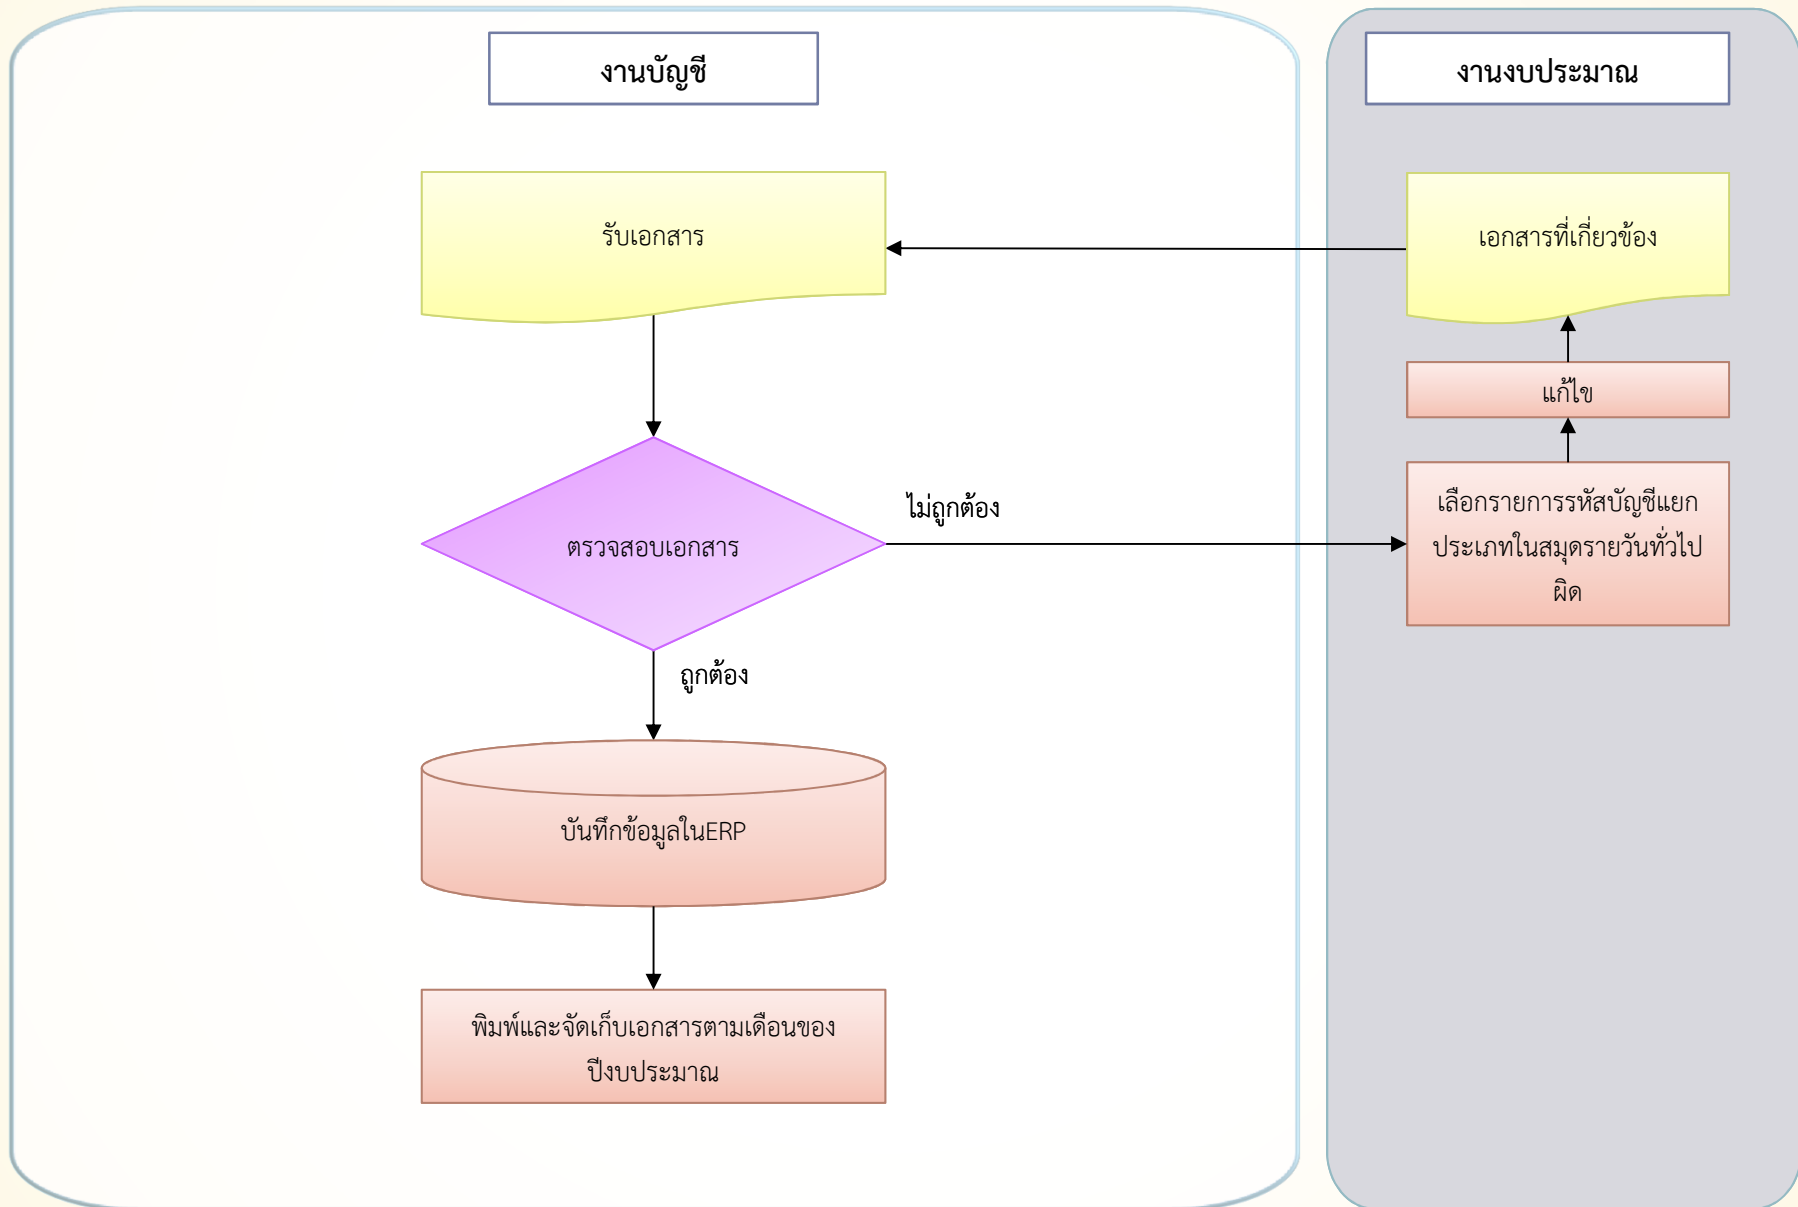 งานบัญชี
งานงบประมาณ
รับเอกสาร
เอกสารที่เกี่ยวข้อง
แก้ไข
ไม่ถูกต้อง
เลือกรายการรหัสบัญชีแยก
ประเภทในสมุดรายวันทั่วไป
ผิด
ตรวจสอบเอกสาร
ถูกต้อง
บันทึกข้อมูลในERP
พิมพ์และจัดเก็บเอกสารตามเดือนของ
ปีงบประมาณ